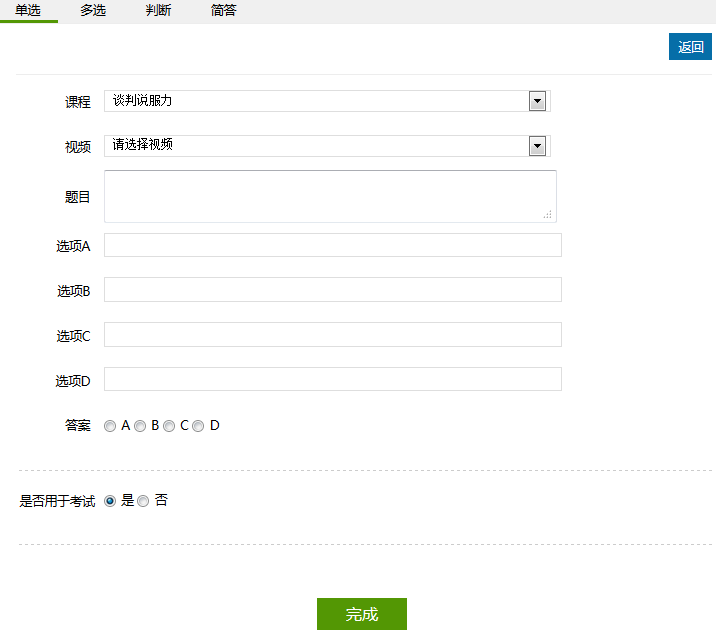 单选 多选 判断 简答
返回
课程 谈判说服力
视频 请选择视频
题目
选项A
选项B
选项C
选项D
答案 A B C D
是否用于考试 是 否
完成